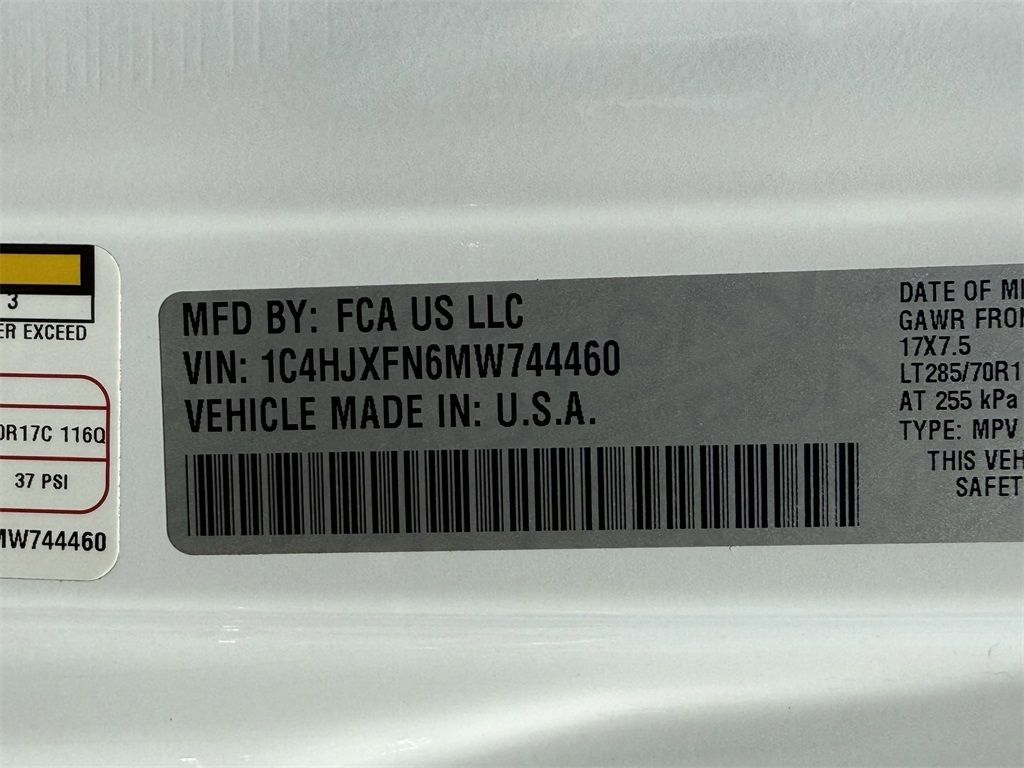 3
ER EXCEED
0R17C 116Q
37 PSI
MW744460
MFD BY: FCA US LLC
VIN: 1C4HJXFN6MW744460
VEHICLE MADE IN: U.S.A.
DATE OF M
GAWR FRON
17X7.5
LT285/70R1
AT 255 kPa
TYPE: MPV
THIS VEH
SAFET